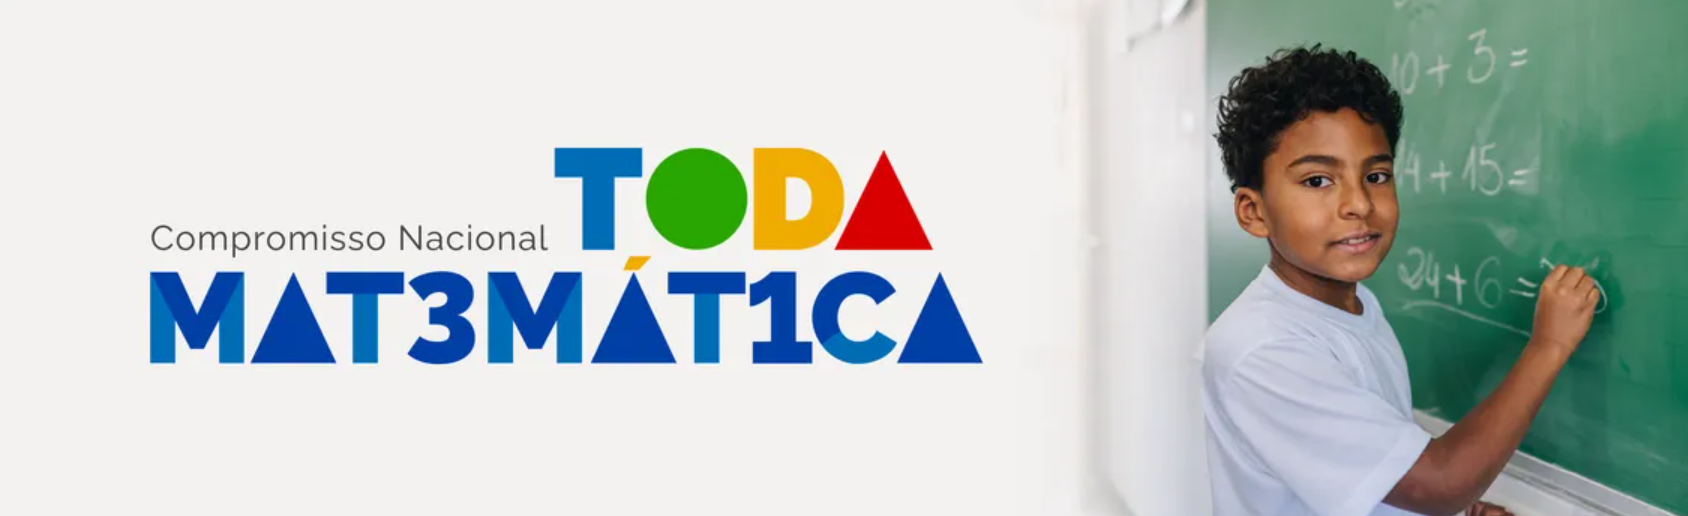 Compromisso Nacional TODA
MAT3MÁT1CA
10 + 3 =
14 + 15 =
24 + 6 =